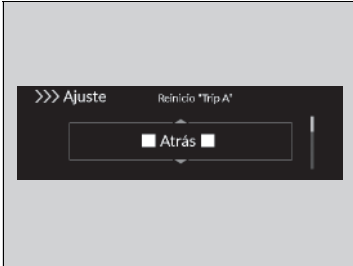 >>> Ajuste
Reinicio "Trip A"
■ Atrás ■